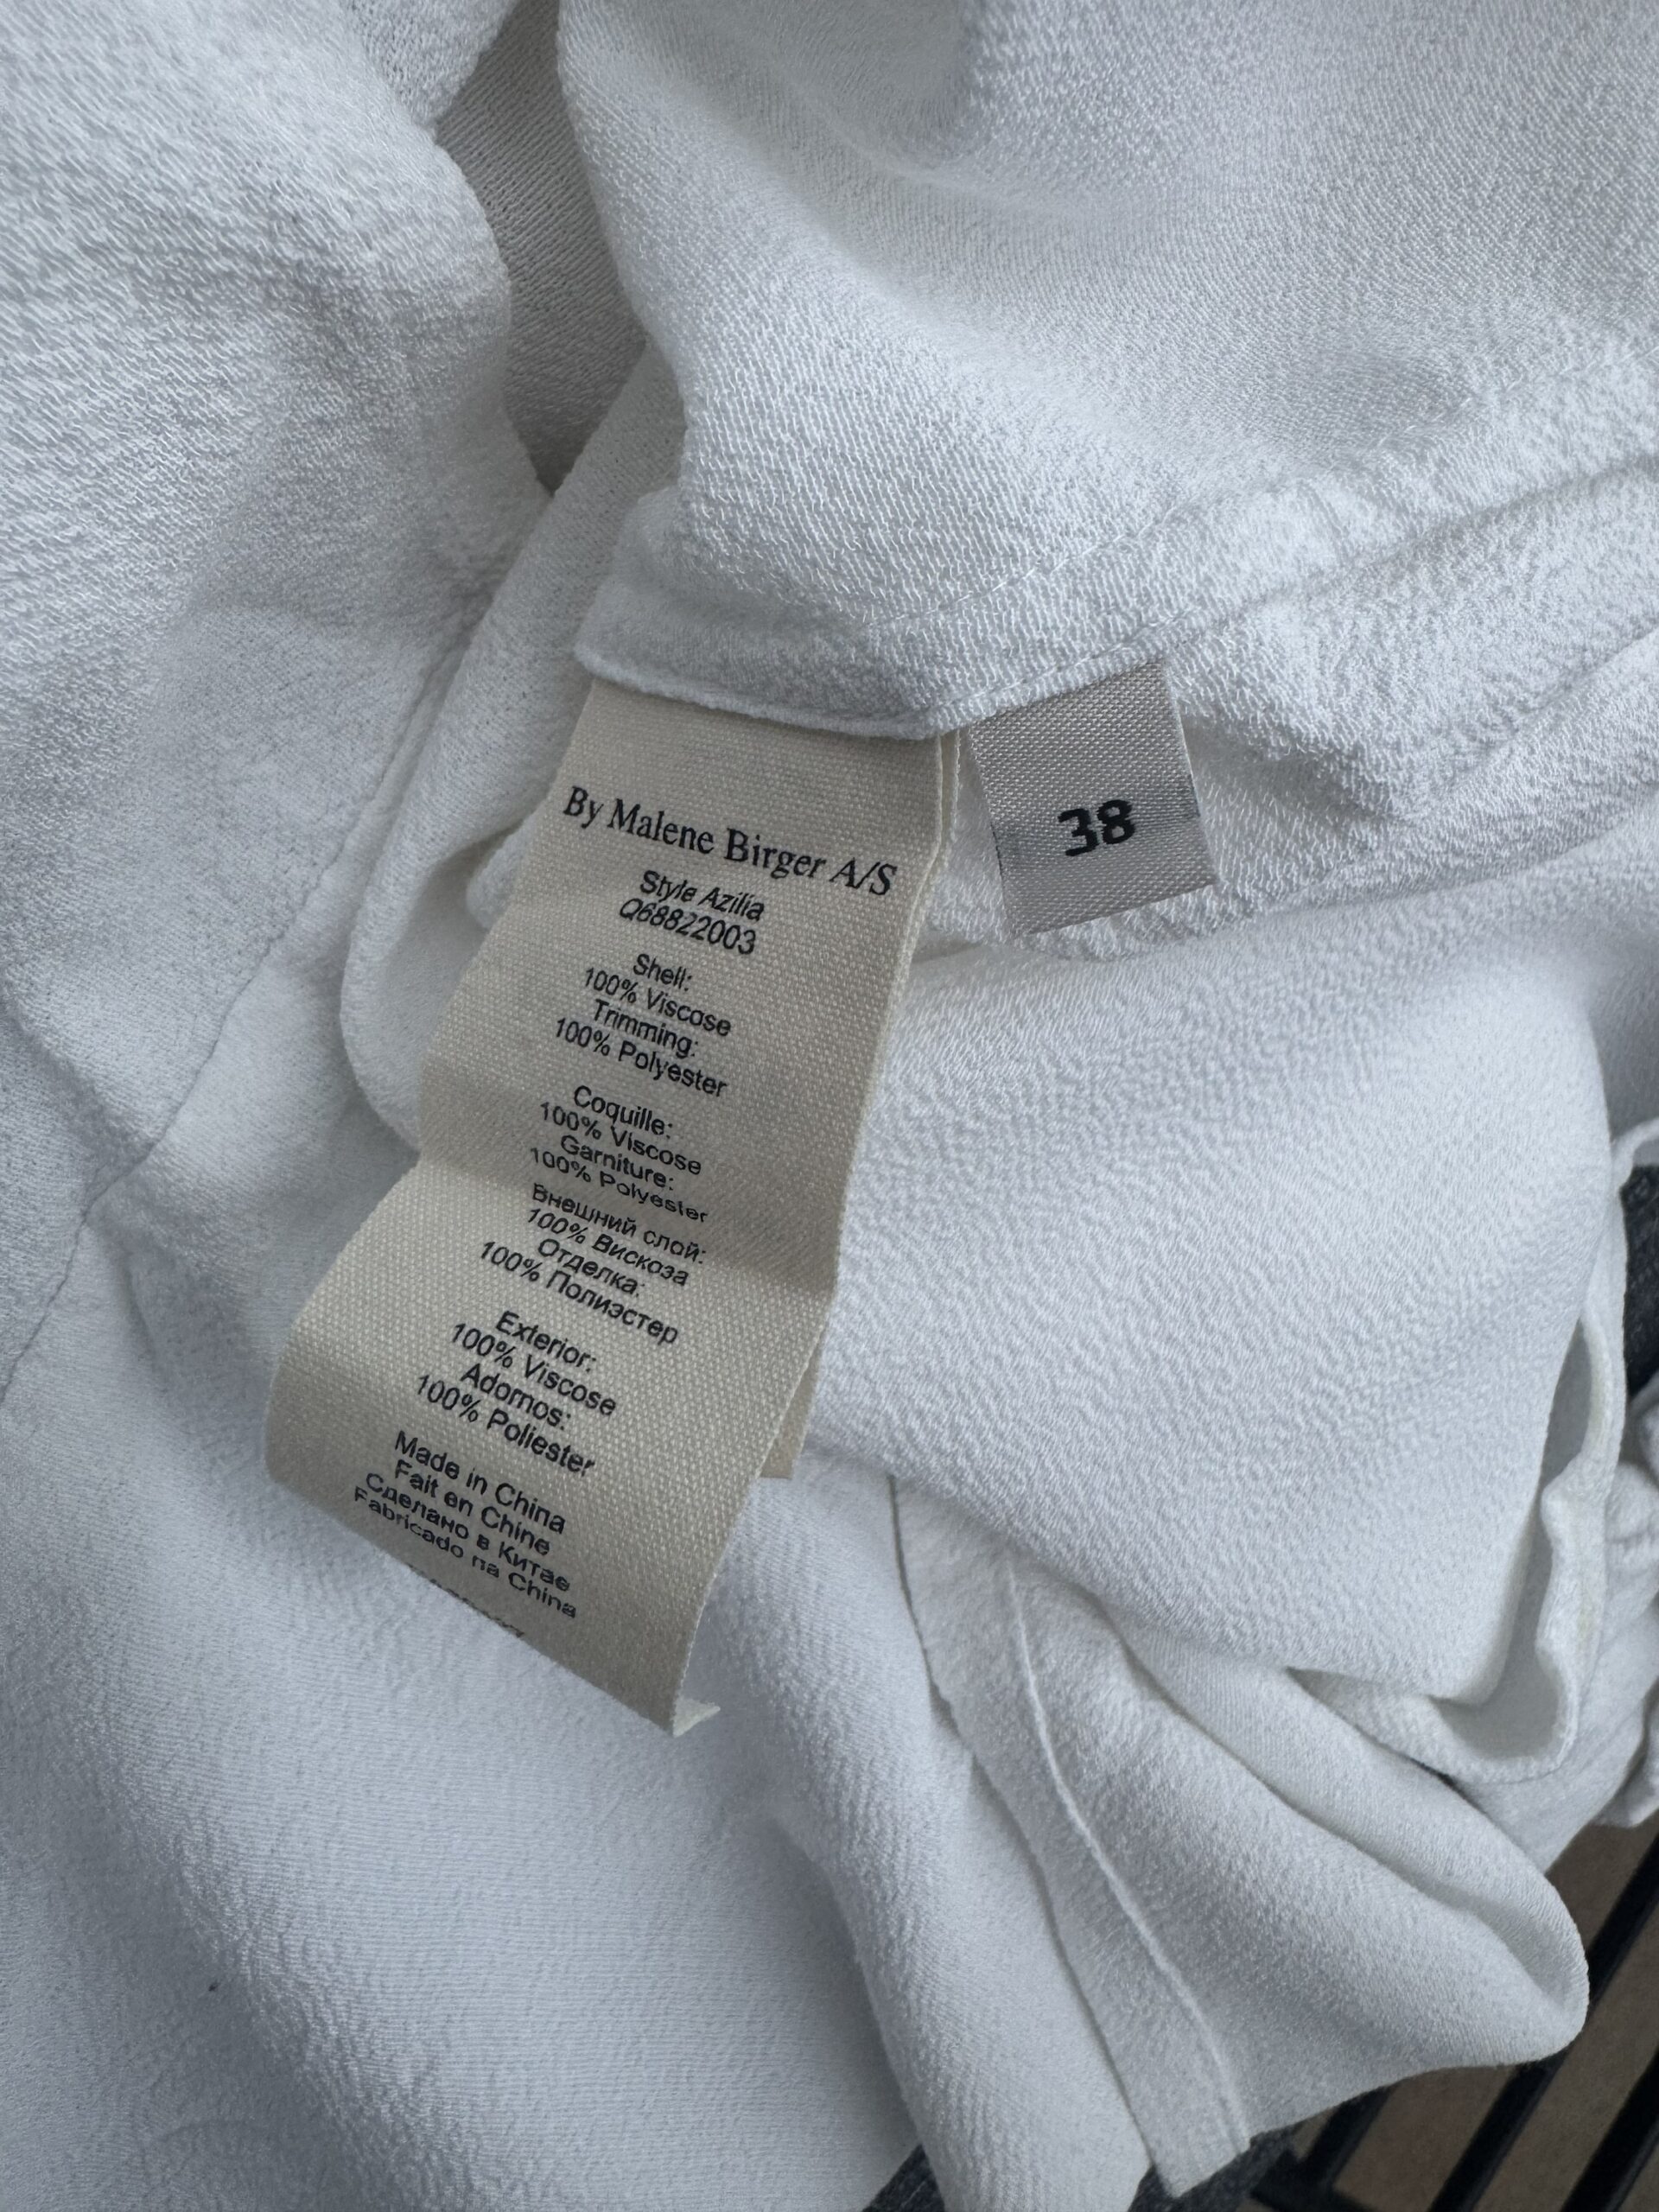 By Malene Birger A/S
Style Azilia
Q68822003
Shell:
100% Viscose
Trimming:
100% Polyester
Coquille:
100% Viscose
Garniture:
100% Polyester
Внешний слой:
100% Вискоза
Отделка:
100% Полиэстер
Exterior:
100% Viscose
Adornos:
100% Poliester
Made in China
Fait en Chine
Сделано в Китае
Fabricado na China
38